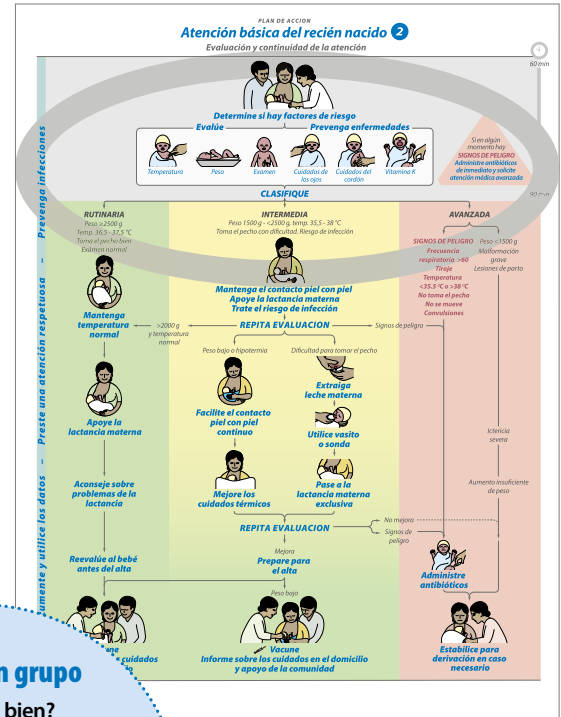 PLAN DE ACCION
Atención básica del recién nacido 2
Evaluación y continuidad de la atención
60 min
Determine si hay factores de riesgo
Evalúe
Prevenga enfermedades
Temperatura
Peso
Examen
Cuidados de
los ojos
Cuidados del
cordón
Vitamina K
Si en algún
momento hay
SIGNOS DE PELIGRO
Administre antibióticos
de inmediato y solicite
atención médica avanzada
CLASIFIQUE
90 min
RUTINARIA
Peso ≥2500 g
Temp. 36,5 - 37,5 °C
Toma el pecho bien
Exámen normal
INTERMEDIA
Peso 1500g - <2500 g, temp. 35,5 - 38 °C
Toma el pecho con dificultad. Riesgo de infección
AVANZADA
SIGNOS DE PELIGRO
Frecuencia
respiratoria >60
Tiraje
Temperatura
<35.5 °C o >38 °C
No toma el pecho
No se mueve
Convulsiones
Peso <1500 g
Malformación
grave
Lesiones de parto
Mantenga
temperatura
normal
Mantenga el contacto piel con piel
Apoye la lactancia materna
Trate el riesgo de infección
>2000 g
y temperatura
normal
REPITA EVALUACION
Signos de peligro
Peso bajo o hipotermia
Dificultad para tomar el pecho
Apoye la
lactancia materna
Facilite el contacto
piel con piel
continuo
Extraiga
leche materna
Utilice vasito
o sonda
Ictericia
severa
Aconseje sobre
problemas de la
lactancia
Mejore los
cuidados térmicos
Pase a la
lactancia materna
exclusiva
Aumento insuficiente
de peso
REPITA EVALUACION
No mejora
Signos de
peligro
Reevalúe al bebé
antes del alta
Mejora
Prepare para
el alta
Peso bajo
Administre
antibióticos
une
cuidados
Vacune
Informe sobre los cuidados en el domicilio
y apoyo de la comunidad
Estabilice para
derivación en caso
necesario
Prevenga infecciones
– Preste una atención respetuosa –
umente y utilice los datos
n grupo
bien?